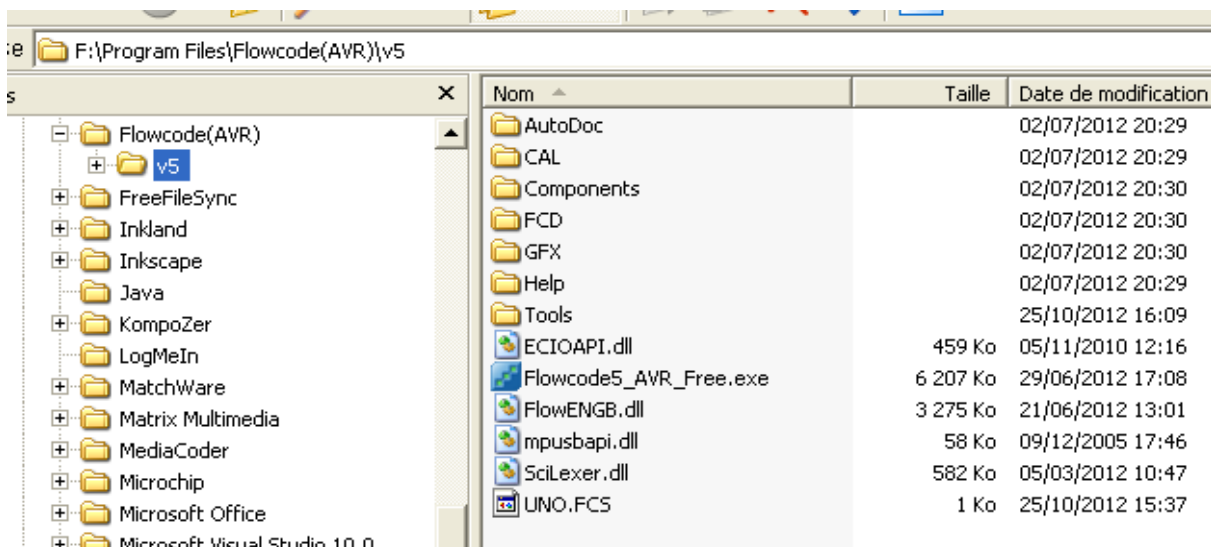 e F:\Program Files\Flowcode(AVR)\v5
s
Flowcode(AVR)
v5
FreeFileSync
Inkland
Inkscape
Java
KompoZer
LogMeIn
MatchWare
Matrix Multimedia
MediaCoder
Microchip
Microsoft Office
Microsoft Visual Studio 10.0
Nom Taille Date de modification
AutoDoc 02/07/2012 20:29
CAL 02/07/2012 20:29
Components 02/07/2012 20:30
FCD 02/07/2012 20:30
GFX 02/07/2012 20:30
Help 02/07/2012 20:29
Tools 25/10/2012 16:09
ECIOAPI.dll 459 Ko 05/11/2010 12:16
Flowcode5_AVR_Free.exe 6 207 Ko 29/06/2012 17:08
FlowENGB.dll 3 275 Ko 21/06/2012 13:01
mpusbapi.dll 58 Ko 09/12/2005 17:46
SciLexer.dll 582 Ko 05/03/2012 10:47
UNO.FCS 1 Ko 25/10/2012 15:37